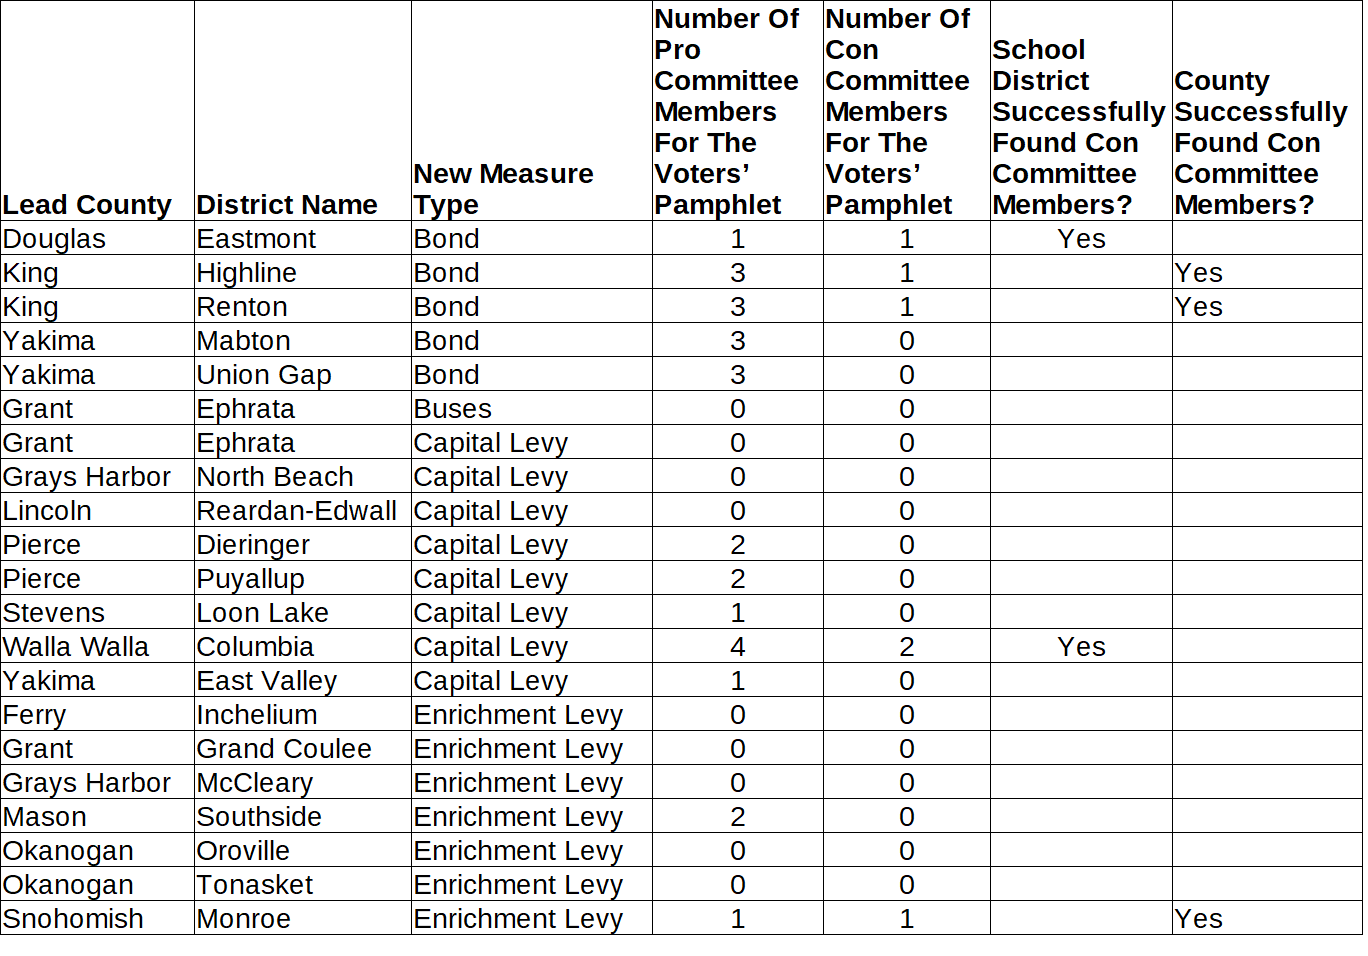 Number Of Number Of
Pro Con School
Committee Committee District County
Members Members Successfully Successfully
For The For The Found Con Found Con
New Measure Voters’ Voters’ Committee Committee
Lead County District Name Type Pamphlet Pamphlet Members? Members?
Douglas Eastmont Bond 1 1 Yes
King Highline Bond 3 1 Yes
King Renton Bond 3 1 Yes
Yakima Mabton Bond 3 0
Yakima Union Gap Bond 3 0
Grant Ephrata Buses 0 0
Grant Ephrata Capital Levy 0 0
Grays Harbor North Beach Capital Levy 0 0
Lincoln Reardan-Edwall Capital Levy 0 0
Pierce Dieringer Capital Levy 2 0
Pierce Puyallup Capital Levy 2 0
Stevens Loon Lake Capital Levy 1 0
Walla Walla Columbia Capital Levy 4 2 Yes
Yakima East Valley Capital Levy 1 0
Ferry Inchelium Enrichment Levy 0 0
Grant Grand Coulee Enrichment Levy 0 0
Grays Harbor McCleary Enrichment Levy 0 0
Mason Southside Enrichment Levy 2 0
Okanogan Oroville Enrichment Levy 0 0
Okanogan Tonasket Enrichment Levy 0 0
Snohomish Monroe Enrichment Levy 1 1 Yes